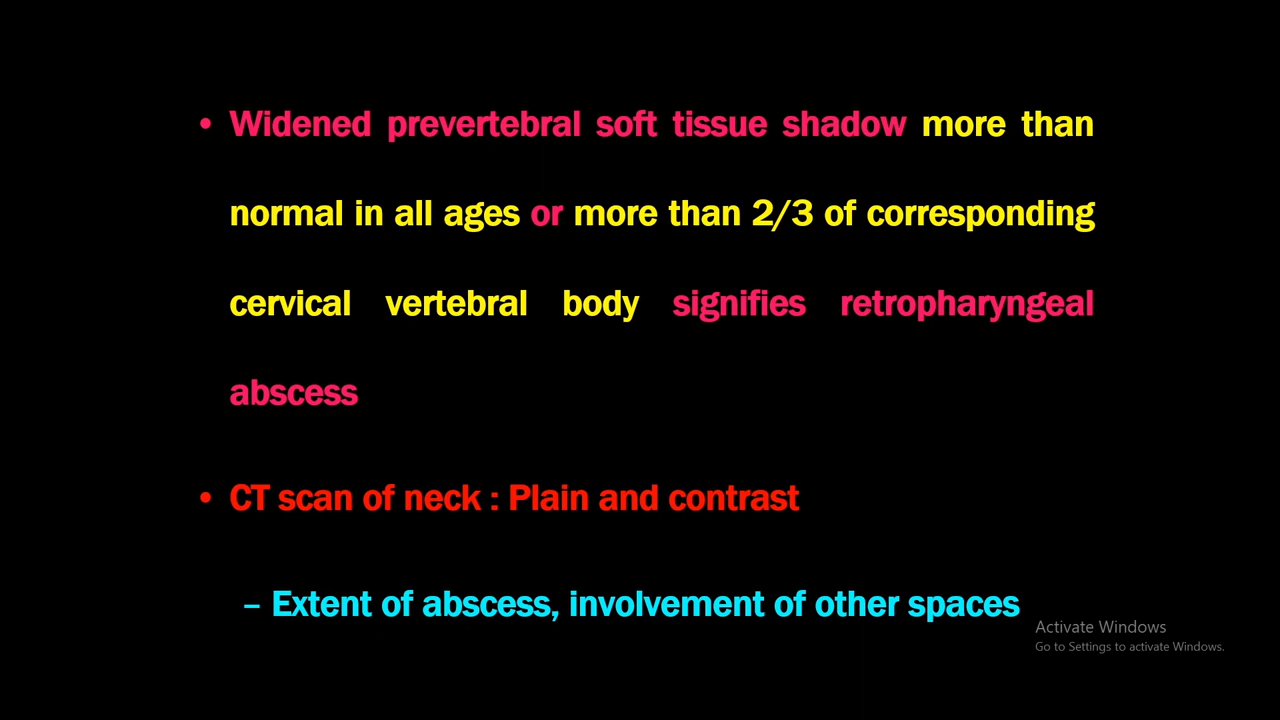 • Widened prevertebral soft tissue shadow more than
normal in all ages or more than 2/3 of corresponding
cervical vertebral body signifies retropharyngeal
abscess
• CT scan of neck : Plain and contrast
– Extent of abscess, involvement of other spaces
Activate Windows
Go to Settings to activate Windows.